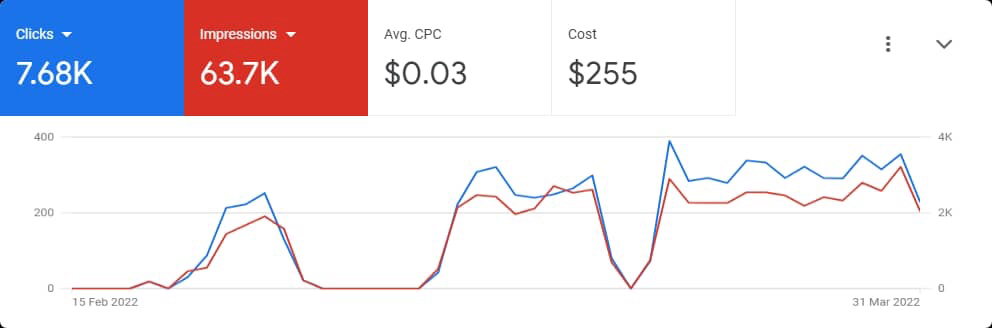 Clicks Impressions Avg. CPC Cost
7.68K 63.7K $0.03 $255
400 4K
200 2K
0 0
15 Feb 2022 31 Mar 2022